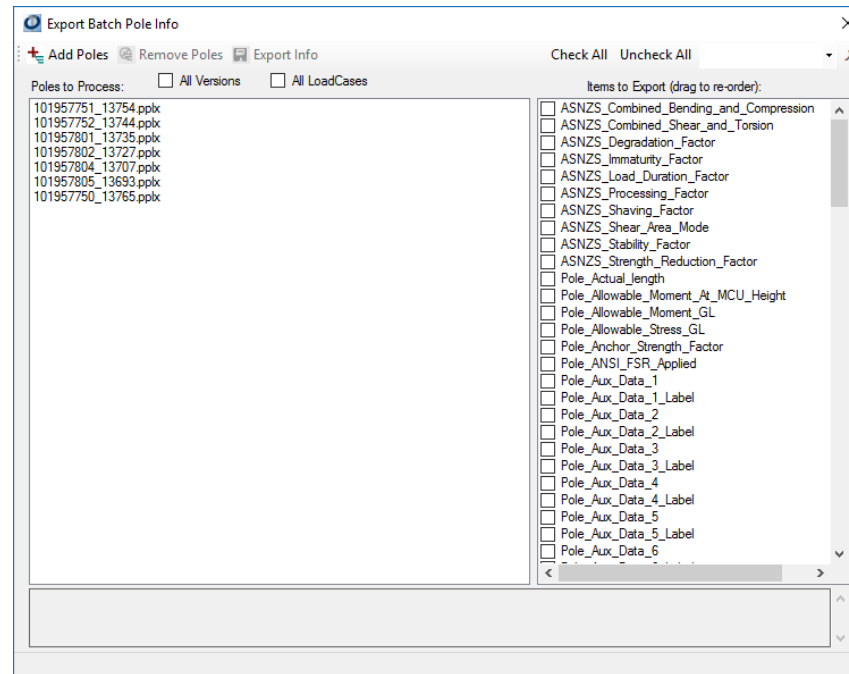 Export Batch Pole Info
Add Poles Remove Poles Export Info Check All Uncheck All
Poles to Process: All Versions All LoadCases Items to Export (drag to re-order):
101957751_13754.pplx
101957752_13744.pplx
101957801_13735.pplx
101957802_13727.pplx
101957804_13707.pplx
101957805_13693.pplx
101957750_13765.pplx
ASNZS_Combined_Bending_and_Compression
ASNZS_Combined_Shear_and_Torsion
ASNZS_Degradation_Factor
ASNZS_Immaturity_Factor
ASNZS_Load_Duration_Factor
ASNZS_Processing_Factor
ASNZS_Shaving_Factor
ASNZS_Shear_Area_Mode
ASNZS_Stability_Factor
ASNZS_Strength_Reduction_Factor
Pole_Actual_length
Pole_Allowable_Moment_At_MCU_Height
Pole_Allowable_Moment_GL
Pole_Allowable_Stress_GL
Pole_Anchor_Strength_Factor
Pole_ANSI_FSR_Applied
Pole_Aux_Data_1
Pole_Aux_Data_1_Label
Pole_Aux_Data_2
Pole_Aux_Data_2_Label
Pole_Aux_Data_3
Pole_Aux_Data_3_Label
Pole_Aux_Data_4
Pole_Aux_Data_4_Label
Pole_Aux_Data_5
Pole_Aux_Data_5_Label
Pole_Aux_Data_6